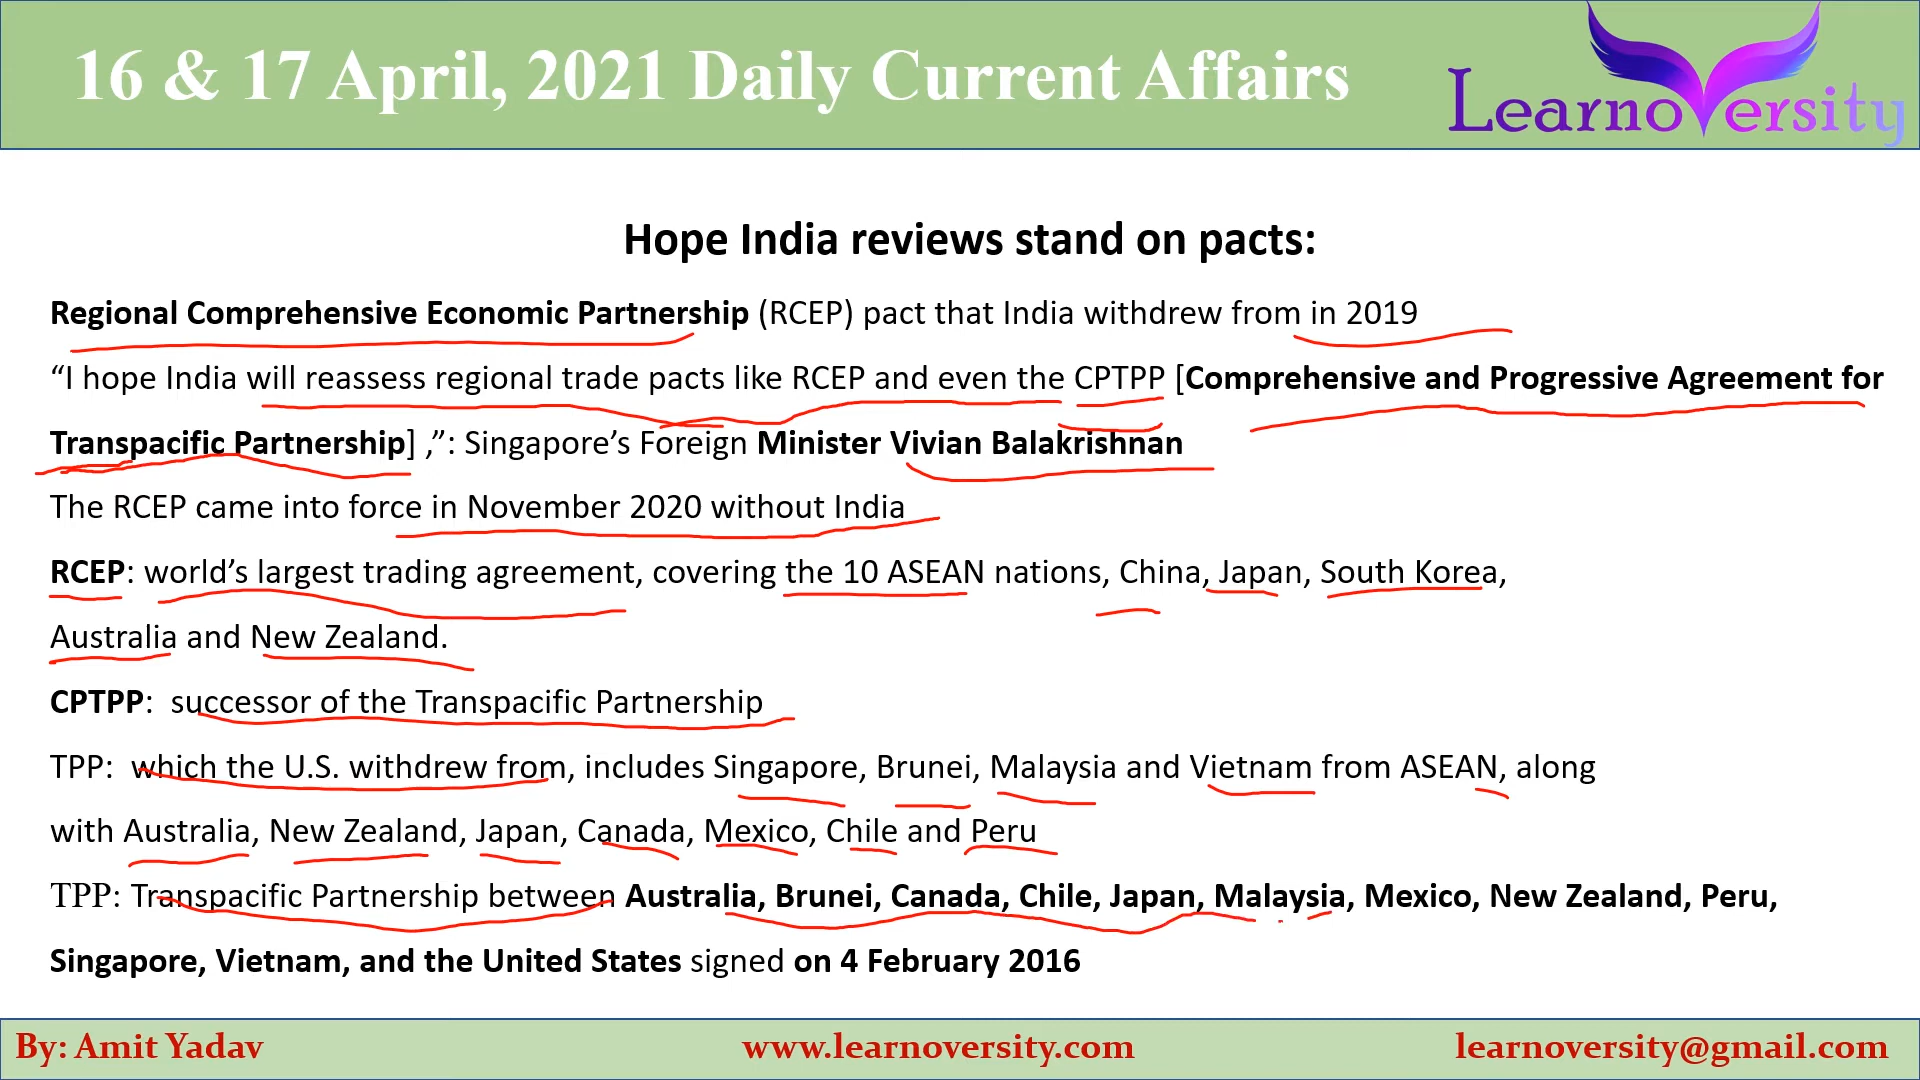 16 & 17 April, 2021 Daily Current Affairs
Learnoversity
Hope India reviews stand on pacts:
Regional Comprehensive Economic Partnership (RCEP) pact that India withdrew from in 2019
“I hope India will reassess regional trade pacts like RCEP and even the CPTPP [Comprehensive and Progressive Agreement for
Transpacific Partnership] ,”: Singapore’s Foreign Minister Vivian Balakrishnan
The RCEP came into force in November 2020 without India
RCEP: world’s largest trading agreement, covering the 10 ASEAN nations, China, Japan, South Korea,
Australia and New Zealand.
CPTPP:  successor of the Transpacific Partnership
TPP:  which the U.S. withdrew from, includes Singapore, Brunei, Malaysia and Vietnam from ASEAN, along
with Australia, New Zealand, Japan, Canada, Mexico, Chile and Peru
TPP: Transpacific Partnership between Australia, Brunei, Canada, Chile, Japan, Malaysia, Mexico, New Zealand, Peru,
Singapore, Vietnam, and the United States signed on 4 February 2016
By: Amit Yadav
www.learnoversity.com
learnoversity@gmail.com